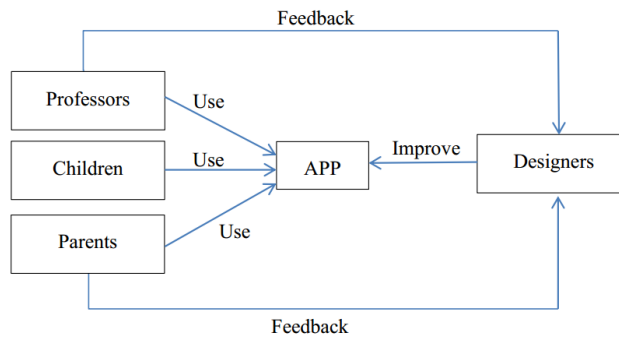 Feedback
Professors
Use
Children
Use
APP
Improve
Designers
Parents
Use
Feedback